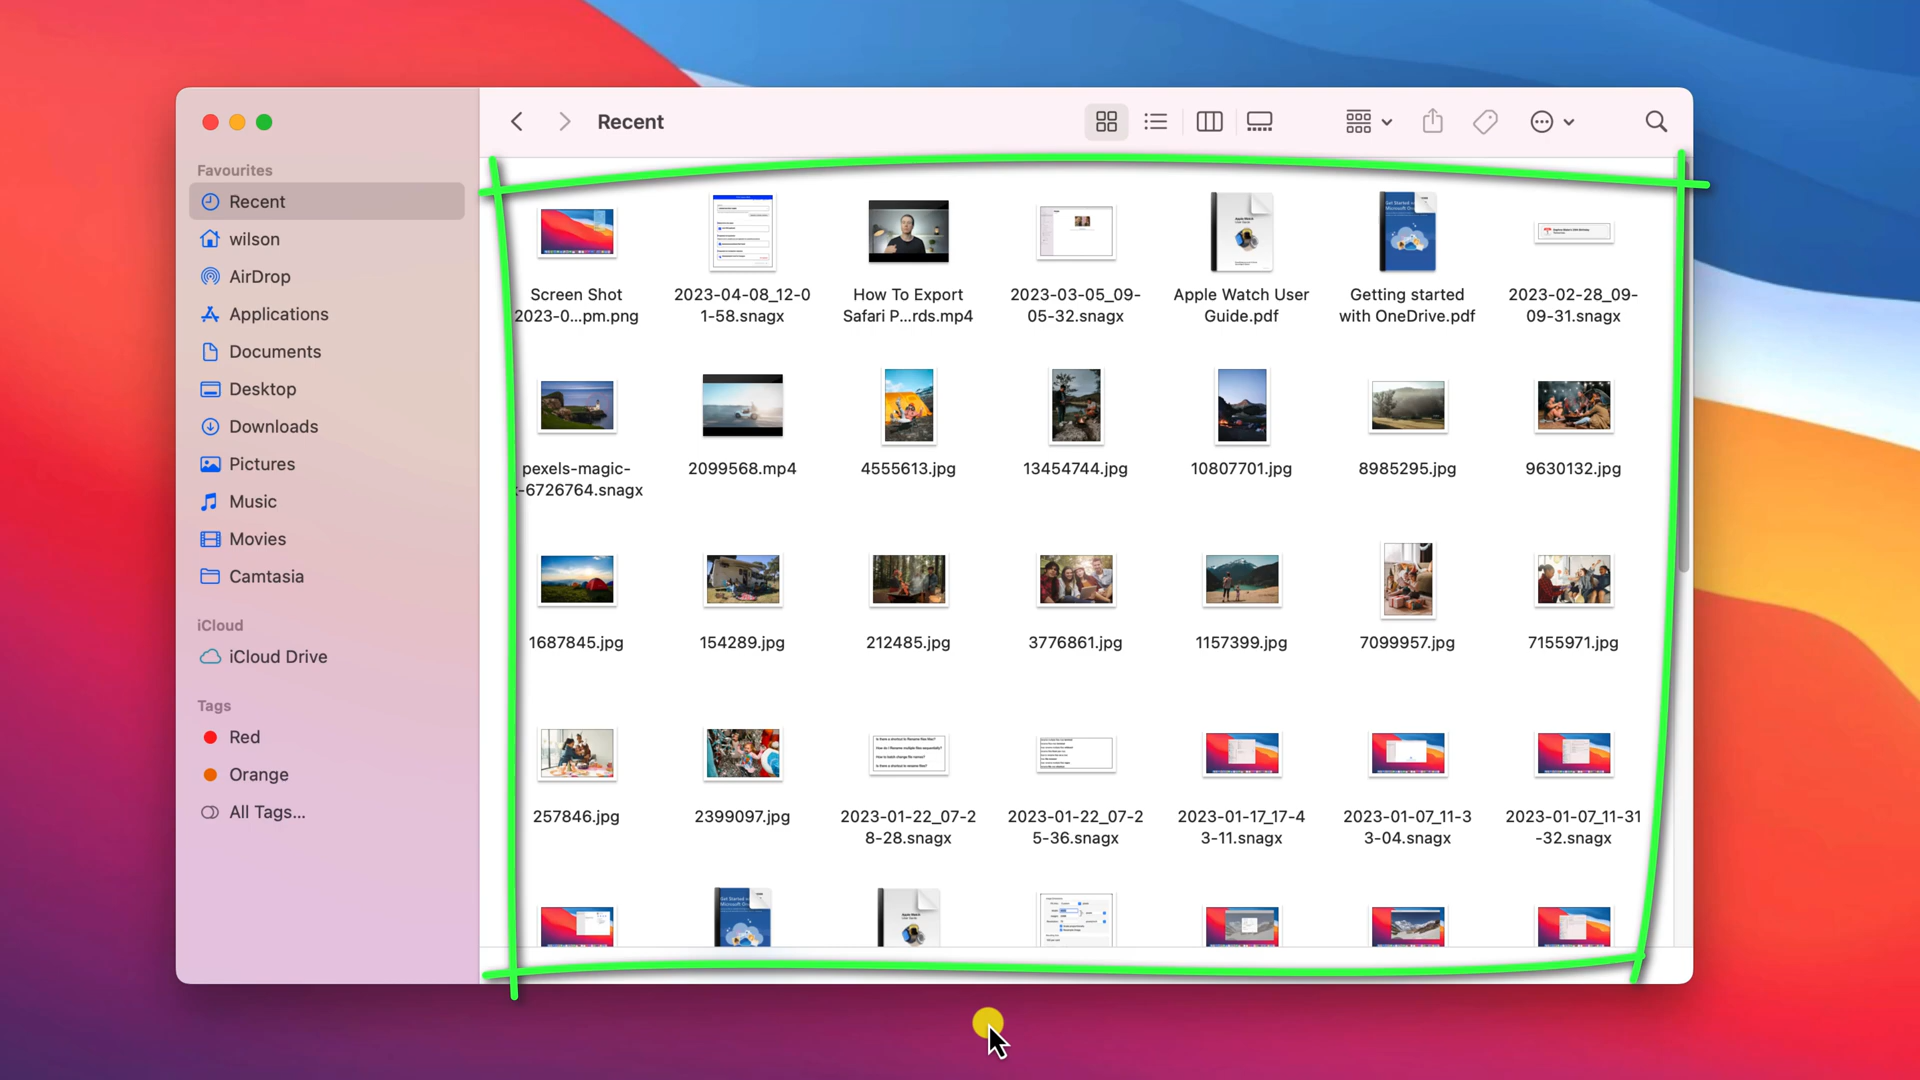 Recent
Favourites
Recent
wilson
AirDrop
Applications
Documents
Desktop
Downloads
Pictures
Music
Movies
Camtasia
iCloud
iCloud Drive
Tags
Red
Orange
All Tags...
Screen Shot
2023-0...pm.png
2023-04-08_12-0
1-58.snagx
How To Export
Safari P...rds.mp4
2023-03-05_09-
05-32.snagx
Apple Watch User
Guide.pdf
Getting started
with OneDrive.pdf
2023-02-28_09-
09-31.snagx
pexels-magic-
-6726764.snagx
2099568.mp4
4555613.jpg
13454744.jpg
10807701.jpg
8985295.jpg
9630132.jpg
1687845.jpg
154289.jpg
212485.jpg
3776861.jpg
1157399.jpg
7099957.jpg
7155971.jpg
257846.jpg
2399097.jpg
2023-01-22_07-2
8-28.snagx
2023-01-22_07-2
5-36.snagx
2023-01-17_17-4
3-11.snagx
2023-01-07_11-3
3-04.snagx
2023-01-07_11-31
-32.snagx